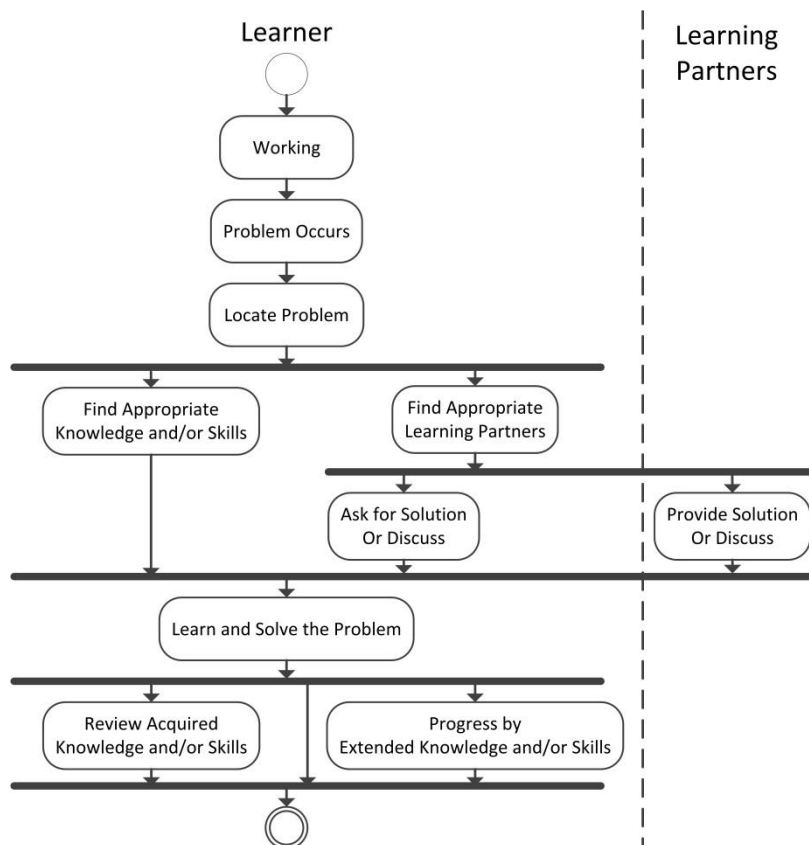 Learner
Learning
Partners
Working
Problem Occurs
Locate Problem
Find Appropriate
Knowledge and/or Skills
Find Appropriate
Learning Partners
Ask for Solution
Or Discuss
Provide Solution
Or Discuss
Learn and Solve the Problem
Review Acquired
Knowledge and/or Skills
Progress by
Extended Knowledge and/or Skills